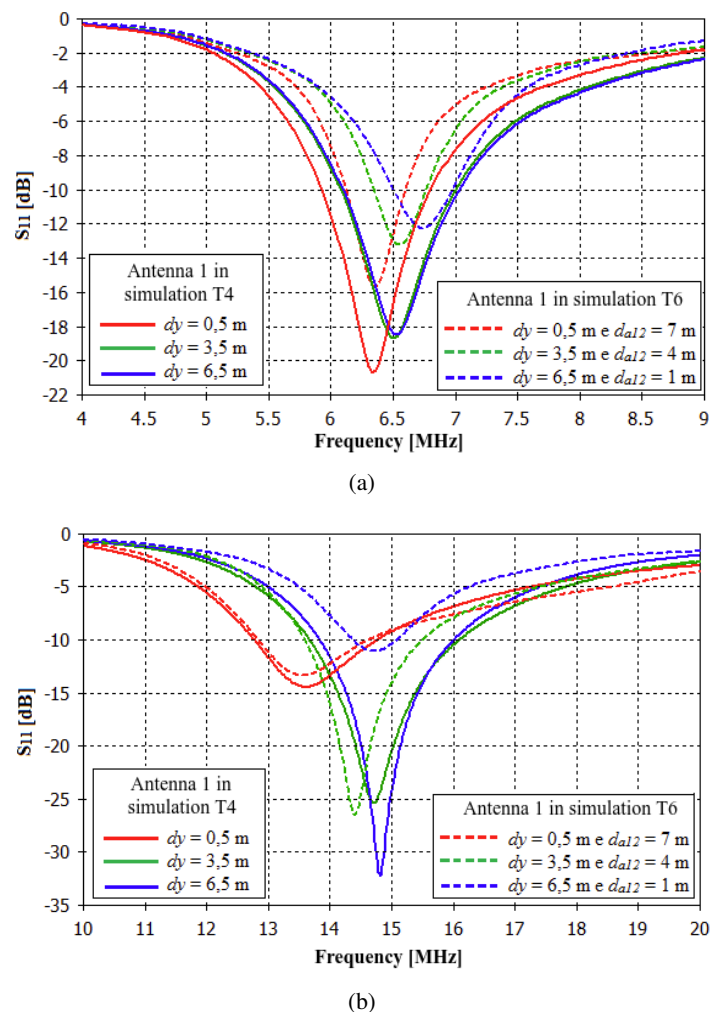 0
-2
-4
-6
-8
-10
-12
-14
-16
-18
-20
-22
S11 [dB]
Antenna 1 in
simulation T4
dy = 0,5 m
dy = 3,5 m
dy = 6,5 m
Antenna 1 in simulation T6
dy = 0,5 m e da12 = 7 m
dy = 3,5 m e da12 = 4 m
dy = 6,5 m e da12 = 1 m
4 4.5 5 5.5 6 6.5 7 7.5 8 8.5 9
Frequency [MHz]
(a)
0
-5
-10
-15
-20
-25
-30
-35
S11 [dB]
Antenna 1 in
simulation T4
dy = 0,5 m
dy = 3,5 m
dy = 6,5 m
Antenna 1 in simulation T6
dy = 0,5 m e da12 = 7 m
dy = 3,5 m e da12 = 4 m
dy = 6,5 m e da12 = 1 m
10 11 12 13 14 15 16 17 18 19 20
Frequency [MHz]
(b)